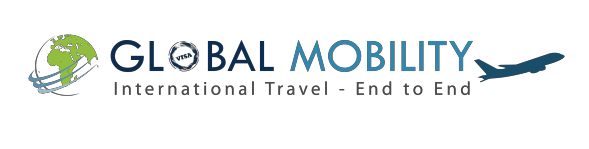 GLOBAL MOBILITY
VISA
International Travel - End to End